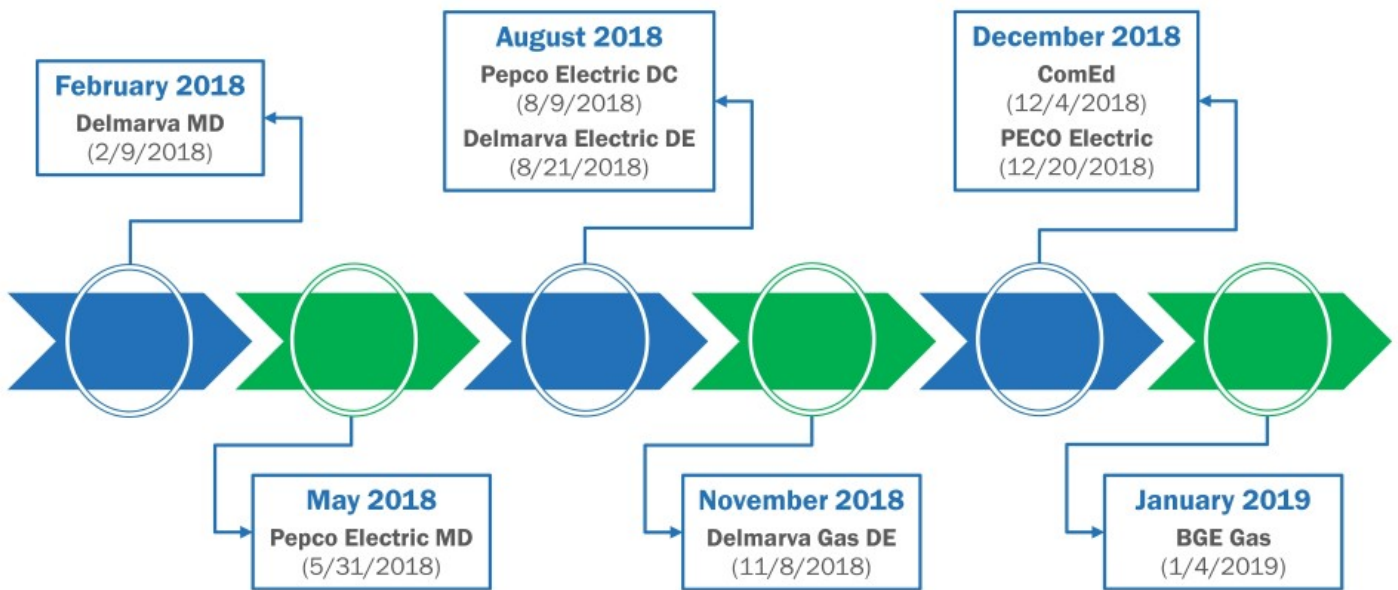 February 2018
Delmarva MD
(2/9/2018)
May 2018
Pepco Electric MD
(5/31/2018)
August 2018
Pepco Electric DC
(8/9/2018)
Delmarva Electric DE
(8/21/2018)
November 2018
Delmarva Gas DE
(11/8/2018)
December 2018
ComEd
(12/4/2018)
PECO Electric
(12/20/2018)
January 2019
BGE Gas
(1/4/2019)